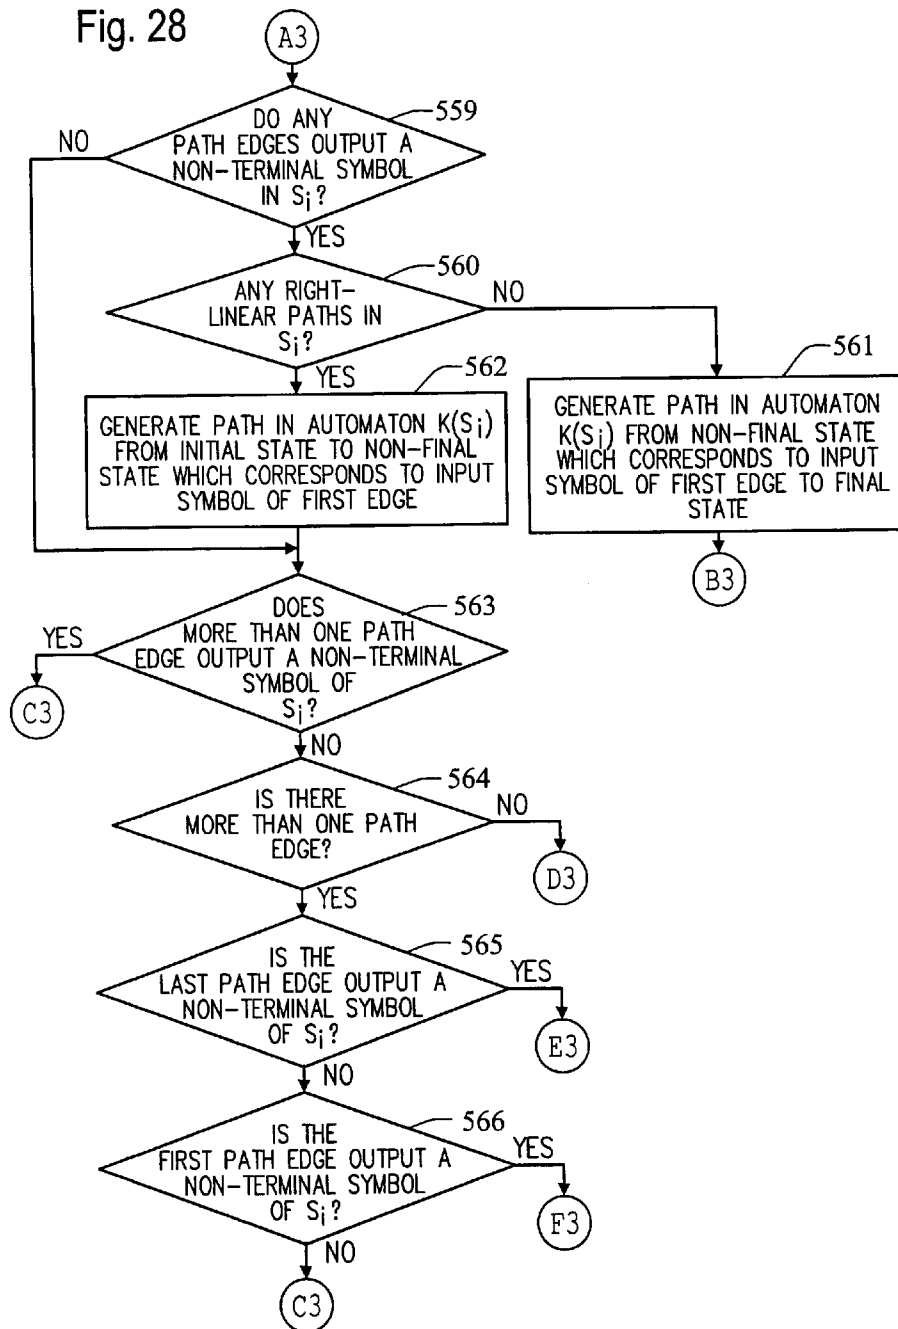 Fig. 28
A3
559
DO ANY
PATH EDGES OUTPUT A
NON-TERMINAL SYMBOL
IN Si?
NO
YES
560
ANY RIGHT-
LINEAR PATHS IN
Si?
NO
YES
562
GENERATE PATH IN AUTOMATON K(Si)
FROM INITIAL STATE TO NON-FINAL
STATE WHICH CORRESPONDS TO INPUT
SYMBOL OF FIRST EDGE
561
GENERATE PATH IN AUTOMATON
K(Si) FROM NON-FINAL STATE
WHICH CORRESPONDS TO INPUT
SYMBOL OF FIRST EDGE TO FINAL
STATE
B3
563
DOES
MORE THAN ONE PATH
EDGE OUTPUT A NON-TERMINAL
SYMBOL OF
Si?
YES
C3
NO
564
IS THERE
MORE THAN ONE PATH
EDGE?
NO
D3
YES
565
IS THE
LAST PATH EDGE OUTPUT A
NON-TERMINAL SYMBOL
OF Si?
YES
E3
NO
566
IS THE
FIRST PATH EDGE OUTPUT A
NON-TERMINAL SYMBOL
OF Si?
YES
F3
NO
C3